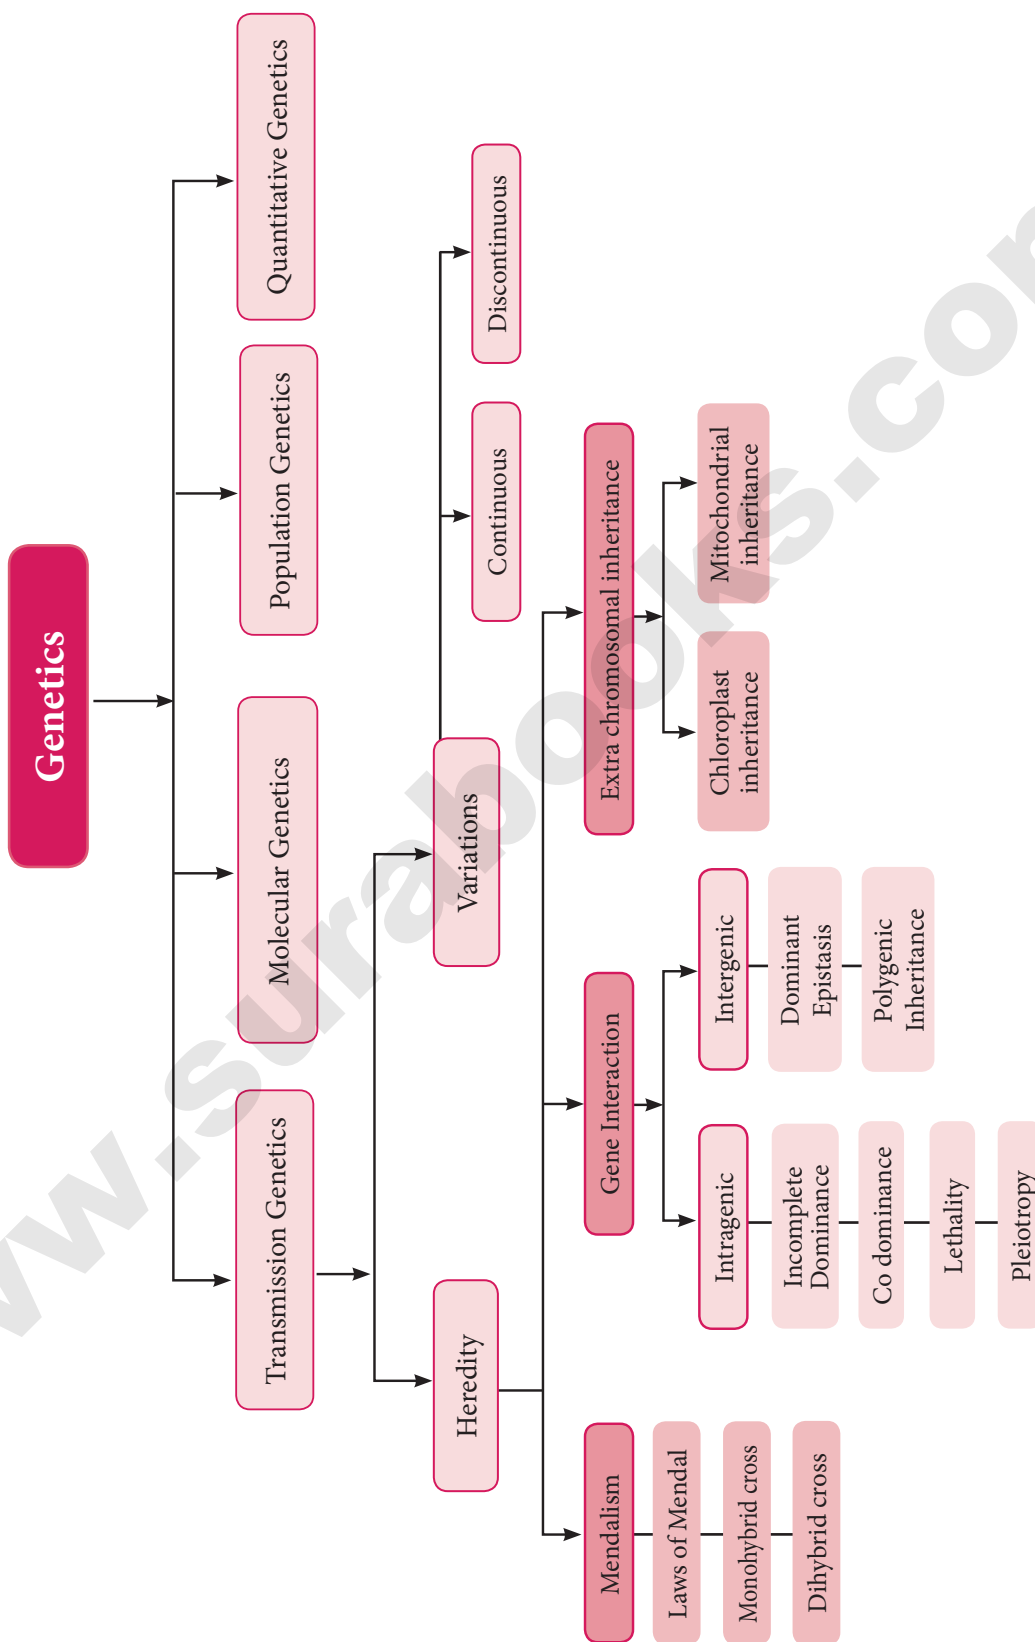 Genetics
Transmission Genetics
Molecular Genetics
Population Genetics
Quantitative Genetics
Heredity
Variations
Continuous
Discontinuous
Mendalism
Laws of Mendal
Monohybrid cross
Dihybrid cross
Gene Interaction
Intragenic
Incomplete
Dominance
Co dominance
Lethality
Pleiotropy
Intergenic
Dominant
Epistasis
Polygenic
Inheritance
Extra chromosomal inheritance
Chloroplast
inheritance
Mitochondrial
inheritance
w.surabooks.com